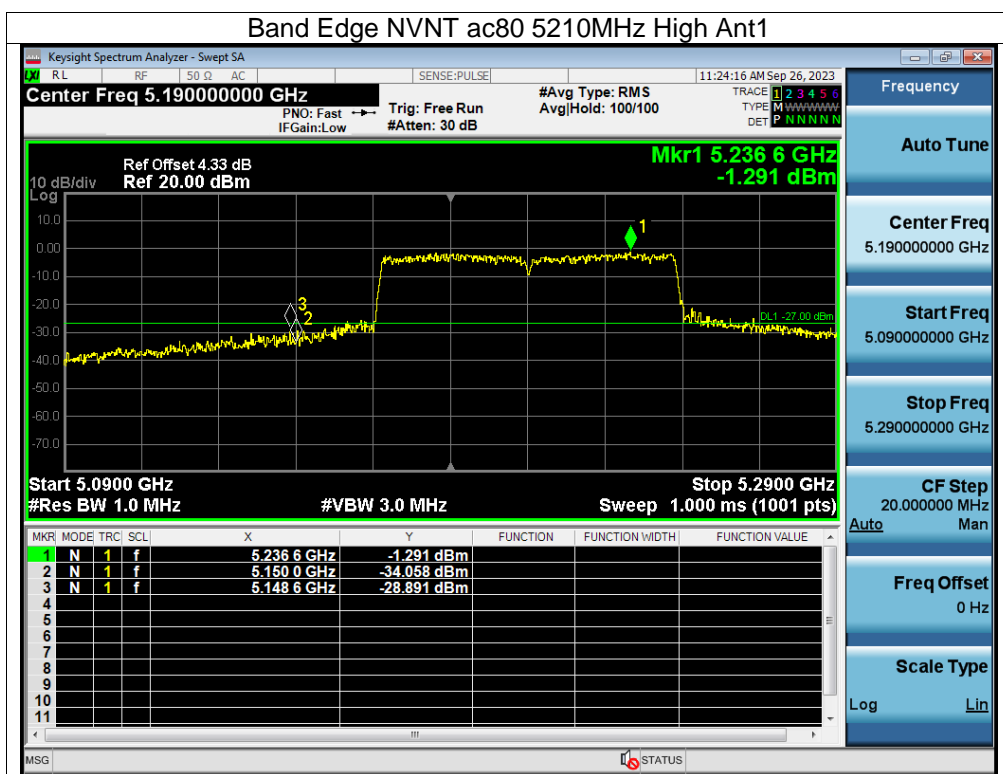 Band Edge NVNT ac80 5210MHz High Ant1
Keysight Spectrum Analyzer - Swept SA
LXI RL RF 50 Ω AC SENSE:PULSE 11:24:16 AM Sep 26, 2023
Center Freq 5.190000000 GHz #Avg Type: RMS TRACE 1 2 3 4 5 6
PNO: Fast Trig: Free Run Avg|Hold: 100/100 TYPE M WWWWW
IFGain:Low #Atten: 30 dB DET P N N N N N
Mkr1 5.236 6 GHz
-1.291 dBm
Ref Offset 4.33 dB
10 dB/div Ref 20.00 dBm
Log
10.0
0.00
-10.0
-20.0
-30.0
-40.0
-50.0
-60.0
-70.0
1
3
2
DL1 -27.00 dBm
Start 5.0900 GHz Stop 5.2900 GHz
#Res BW 1.0 MHz #VBW 3.0 MHz Sweep 1.000 ms (1001 pts)
MKR MODE TRC SCL X Y FUNCTION FUNCTION WIDTH FUNCTION VALUE
1 N 1 f 5.236 6 GHz -1.291 dBm
2 N 1 f 5.150 0 GHz -34.058 dBm
3 N 1 f 5.148 6 GHz -28.891 dBm
4
5
6
7
8
9
10
11
MSG STATUS
Frequency
Auto Tune
Center Freq
5.190000000 GHz
Start Freq
5.090000000 GHz
Stop Freq
5.290000000 GHz
CF Step
20.000000 MHz
Auto Man
Freq Offset
0 Hz
Scale Type
Log Lin